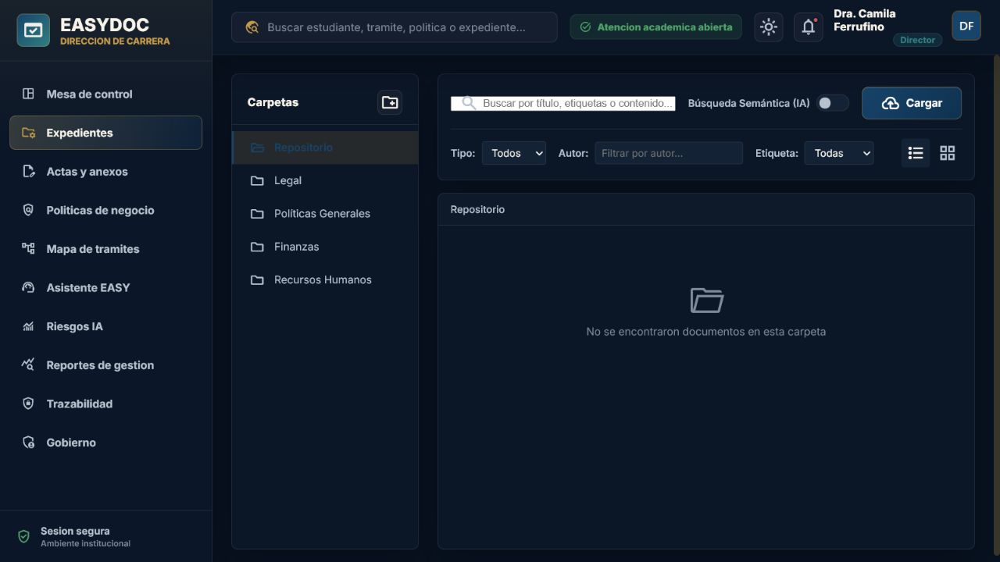 EASYDOC
DIRECCION DE CARRERA
Mesa de control
Expedientes
Actas y anexos
Politicas de negocio
Mapa de tramites
Asistente EASY
Riesgos IA
Reportes de gestion
Trazabilidad
Gobierno
Sesion segura
Ambiente institucional
Buscar estudiante, tramite, politica o expediente...
Atencion academica abierta
Dra. Camila
Ferrufino
Director
DF
Carpetas
Repositorio
Legal
Políticas Generales
Finanzas
Recursos Humanos
Buscar por título, etiquetas o contenido...
Búsqueda Semántica (IA)
Cargar
Tipo: Todos Autor: Filtrar por autor... Etiqueta: Todas
Repositorio
No se encontraron documentos en esta carpeta